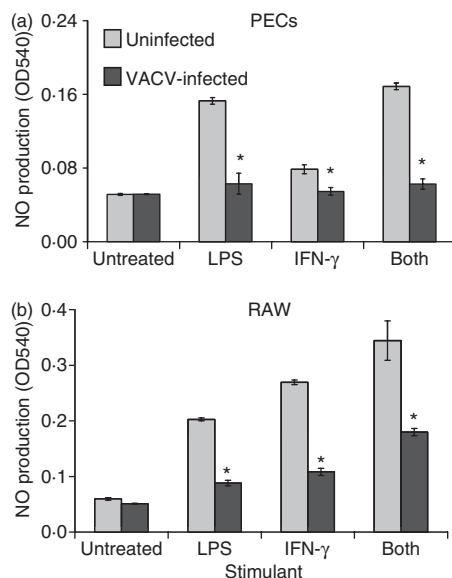 (a)
PECs
0·24
0·16
0·08
0·00
NO production (OD540)
Uninfected
VACV-infected
*
*
*
Untreated
LPS
IFN-γ
Both
(b)
RAW
0·4
0·3
0·2
0·1
0·0
NO production (OD540)
*
*
*
Untreated
LPS
IFN-γ
Both
Stimulant